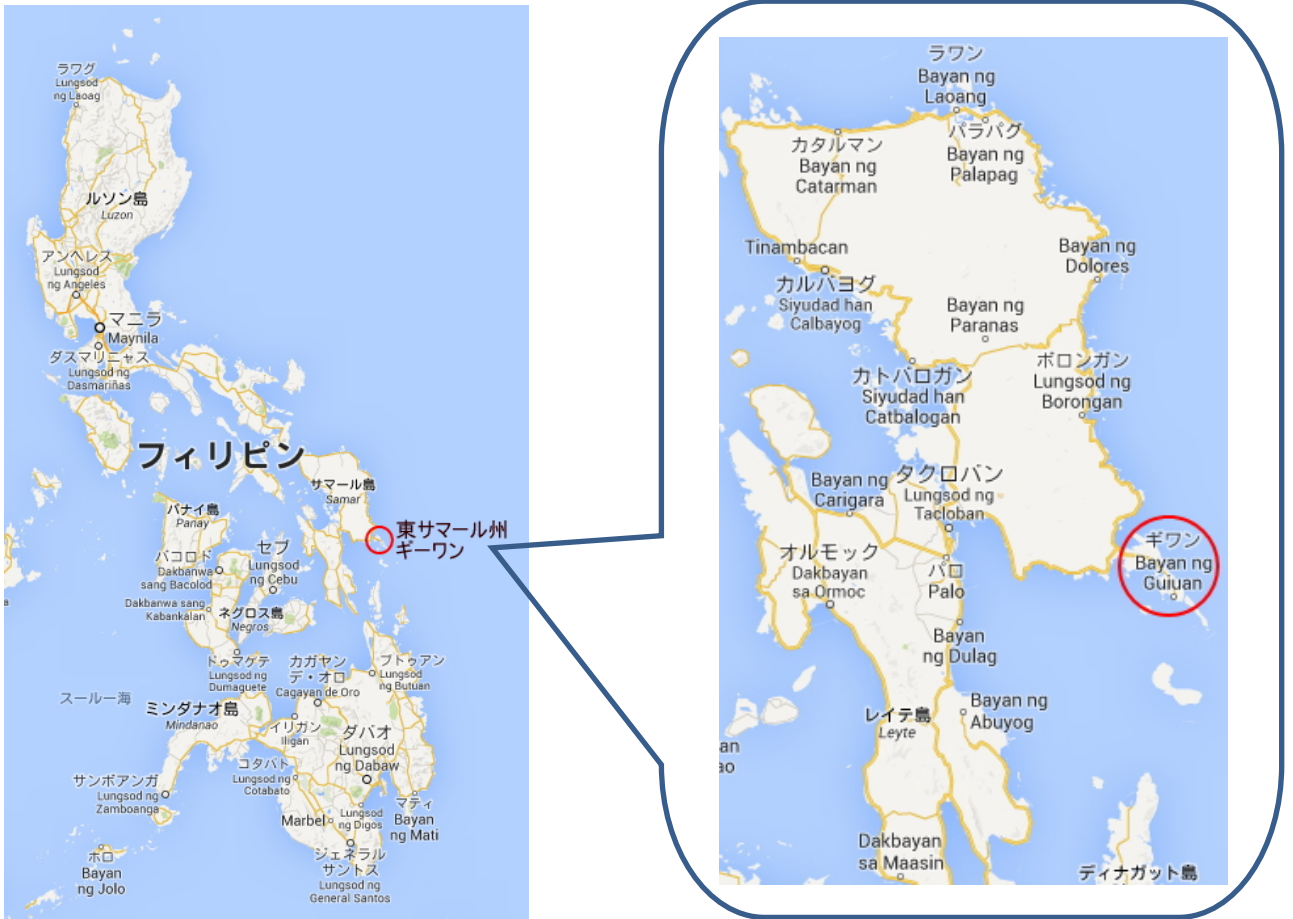 ラワグ
Lungsod
ng Laoag
ルソン島
Luzon
アンヘレス
Lungsod
ng Angeles
マニラ
Maynila
ダスマリニャス
Lungsod ng
Dasmariñas
フィリピン
サマール島
Samar
東サマール州
ギーワン
パナイ島
Panay
バコロド
Dakbanwa
sang Bacolod
セブ
Lungsod
ng Cebu
Dakbanwa sang
Kabankalan
ネグロス島
Negros
ドゥマゲテ
Lungsod ng
Dumaguete
カガヤン
デ・オロ
Cagayan de Oro
ブトゥアン
Lungsod
ng Butuan
スールー海
ミンダナオ島
Mindanao
イリガン
Iligan
ダバオ
Lungsod
ng Dabaw
コタバト
Lungsod ng
Cotabato
サンボアンガ
Lungsod ng
Zamboanga
Marbel
Lungsod
ng Digos
マティ
Bayan
ng Mati
ホロ
Bayan
ng Jolo
ジェネラル
サントス
Lungsod ng
General Santos
ラワン
Bayan ng
Laoang
カタルマン
Bayan ng
Catarman
パラパグ
Bayan ng
Palapag
Tinambacan
カルバヨグ
Siyudad han
Calbayog
Bayan ng
Dolores
Bayan ng
Paranas
カトバロガン
Siyudad han
Catbalogan
ボロンガン
Lungsod ng
Borongan
Bayan ng
Carigara
タクロバン
Lungsod ng
Tacloban
オルモック
Dakbayan
sa Ormoc
パロ
Palo
ギワン
Bayan ng
Guiuan
Bayan
ng Dulag
レイテ島
Leyte
Bayan ng
Abuyog
an
ao
Dakbayan
sa Maasin
ディナガット島